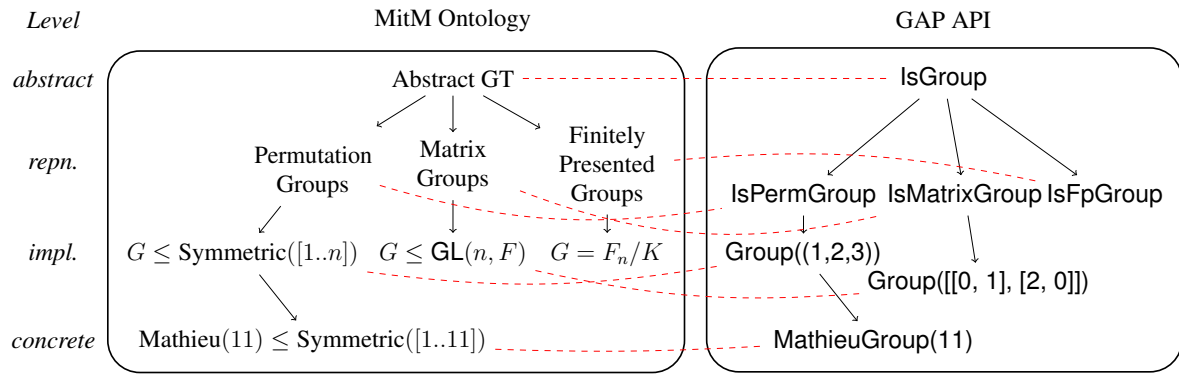 Level MitM Ontology GAP API
abstract Abstract GT IsGroup
repn. Permutation Groups Matrix Groups Finitely Presented Groups IsPermGroup IsMatrixGroup IsFpGroup
impl. G ≤ Symmetric([1..n]) G ≤ GL(n, F) G = Fₙ/K Group((1,2,3))
Group([[0, 1], [2, 0]])
concrete Mathieu(11) ≤ Symmetric([1..11]) MathieuGroup(11)